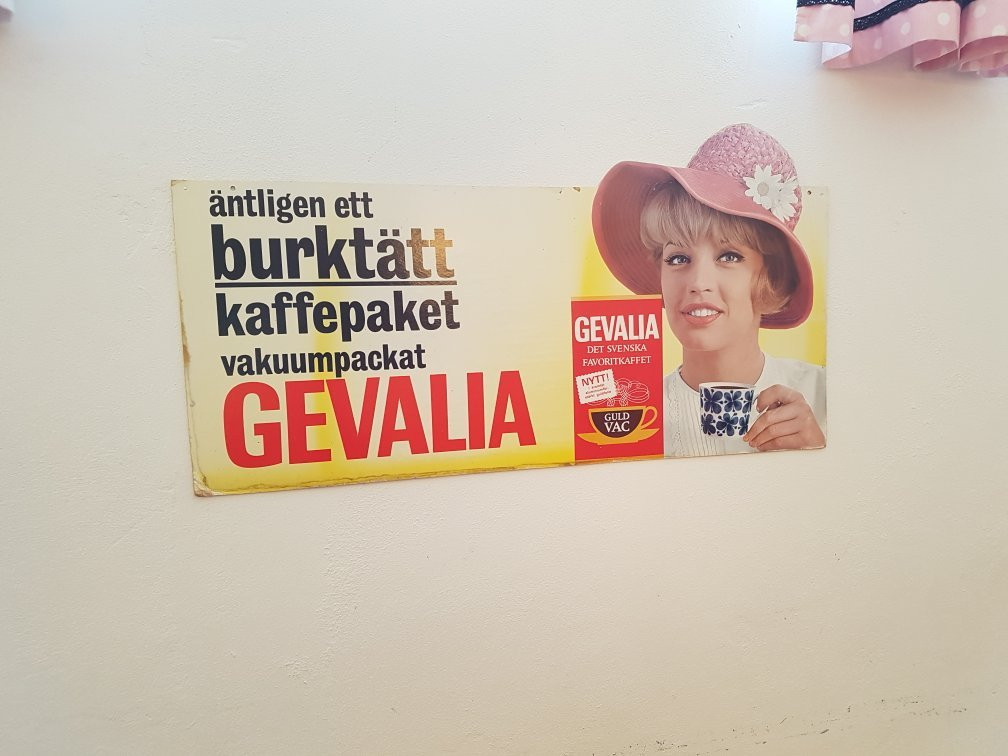 äntligen ett
burktätt
kaffepaket
vakuumpackat
GEVALIA
GEVALIA
DET SVENSKA
FAVORITKAFFET
NYTT!
GULD
VAC